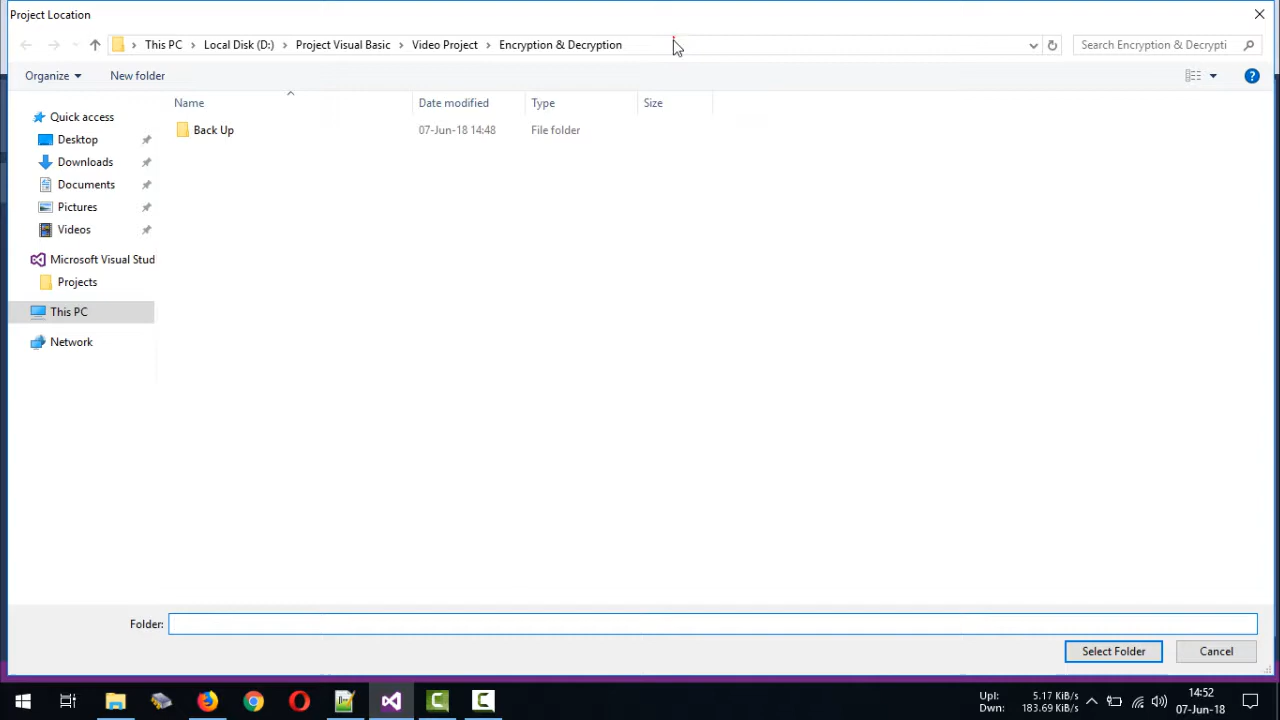 Project Location
This PC Local Disk (D:) Project Visual Basic Video Project Encryption & Decryption Search Encryption & Decrypti
Organize New folder
Name Date modified Type Size
Back Up 07-Jun-18 14:48 File folder
Quick access
Desktop
Downloads
Documents
Pictures
Videos
Microsoft Visual Stud
Projects
This PC
Network
Folder:
Select Folder Cancel
Upl: 5.17 KiB/s 14:52
Dwn: 183.69 KiB/s 07-Jun-18